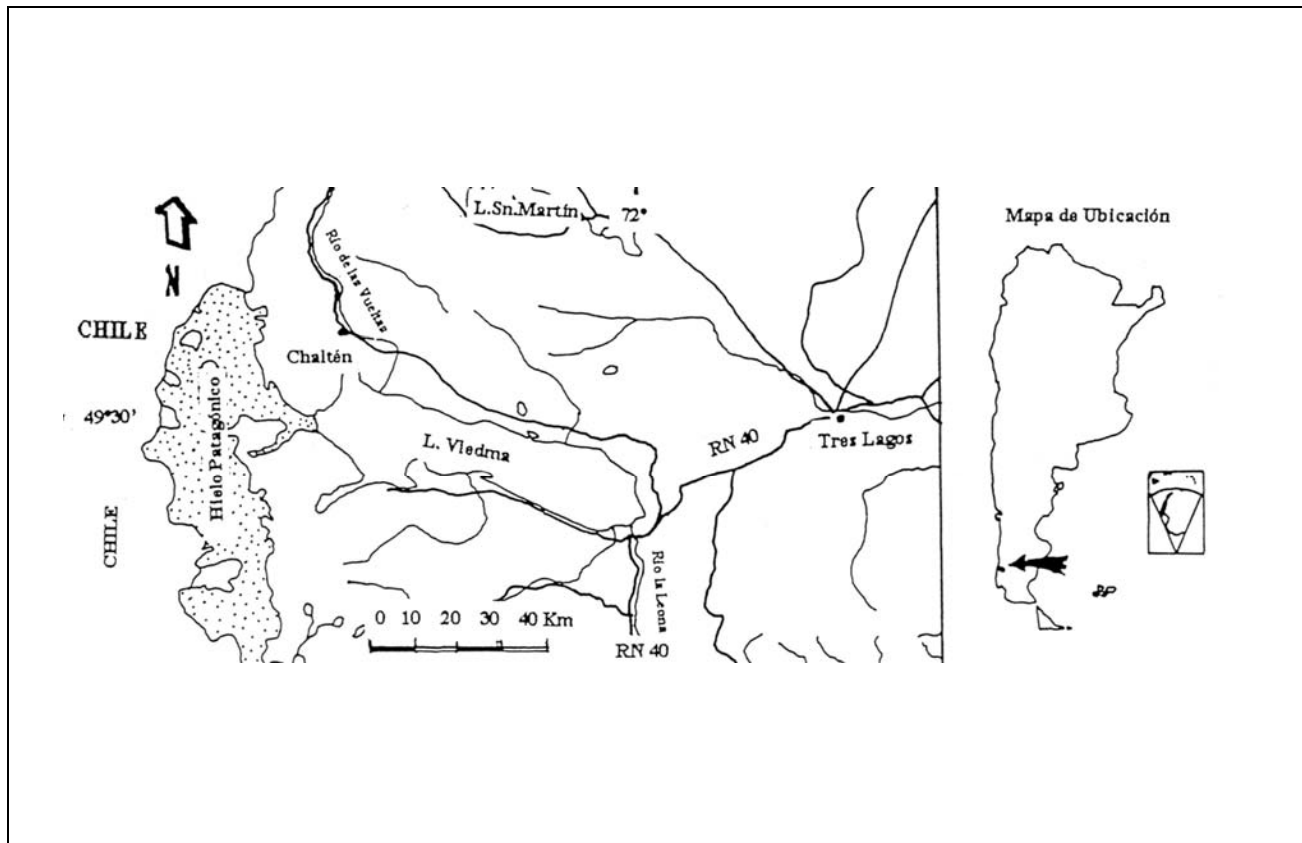 L.Sn.Martín
72°
Mapa de Ubicación
Río de las Vueltas
N
CHILE
Chaltén
Hielo Patagónico
49°30'
L. Viedma
RN 40
Tres Lagos
CHILE
Río la Leona
0 10 20 30 40 Km
RN 40